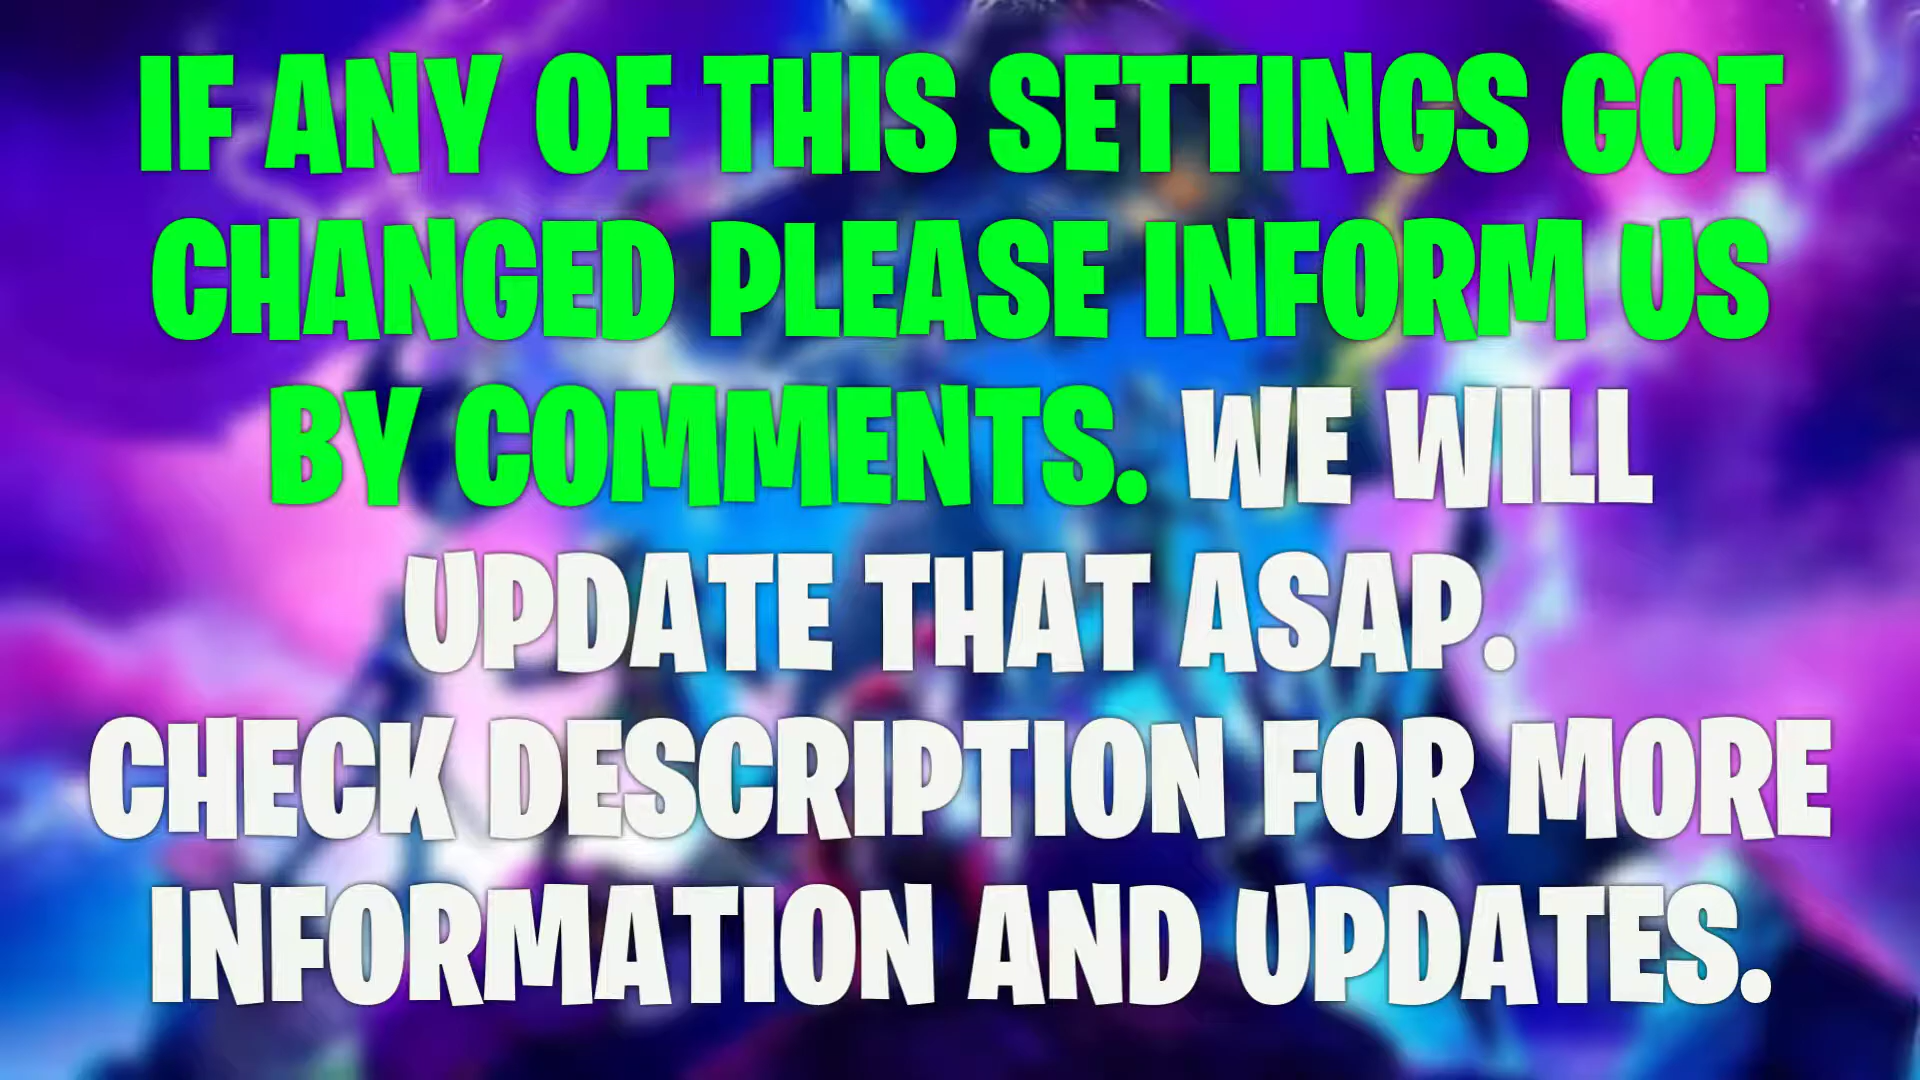 IF ANY OF THIS SETTINGS GOT
CHANGED PLEASE INFORM US
BY COMMENTS. WE WILL
UPDATE THAT ASAP.
CHECK DESCRIPTION FOR MORE
INFORMATION AND UPDATES.